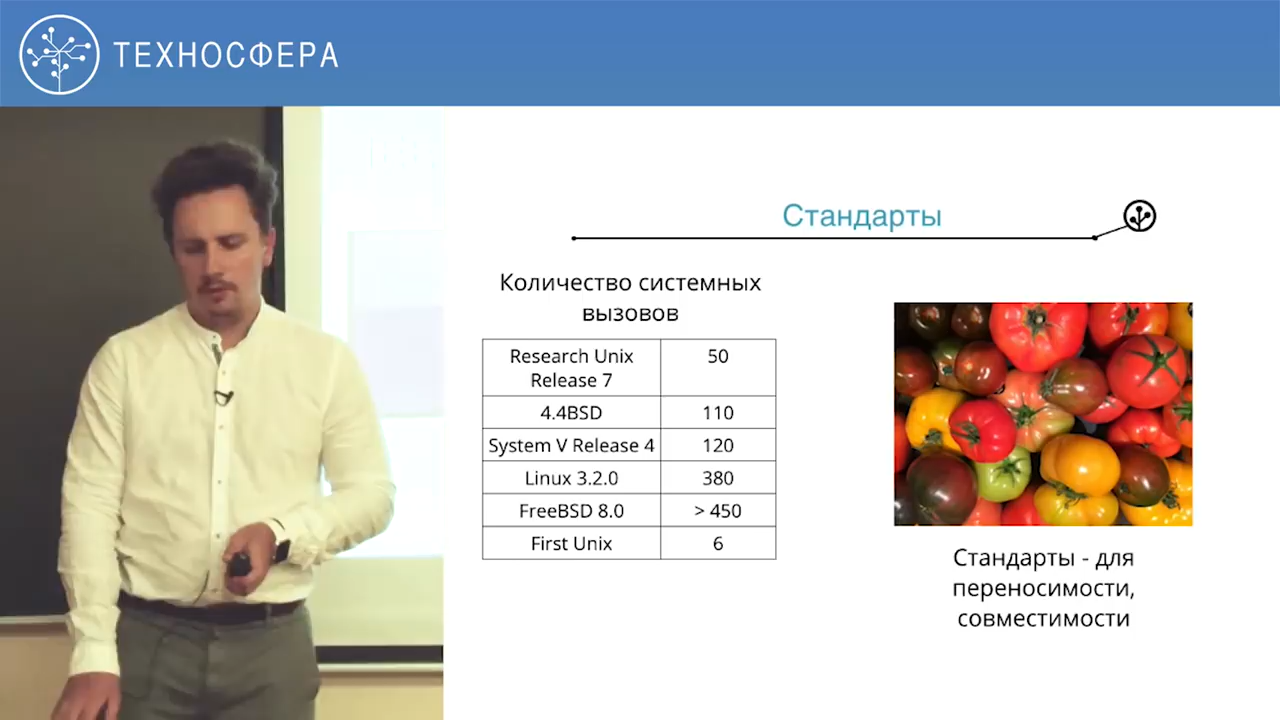 ТЕХНОСФЕРА
Стандарты
Количество системных
вызовов
Research Unix
Release 7
50
4.4BSD
110
System V Release 4
120
Linux 3.2.0
380
FreeBSD 8.0
> 450
First Unix
6
Стандарты - для
переносимости,
совместимости